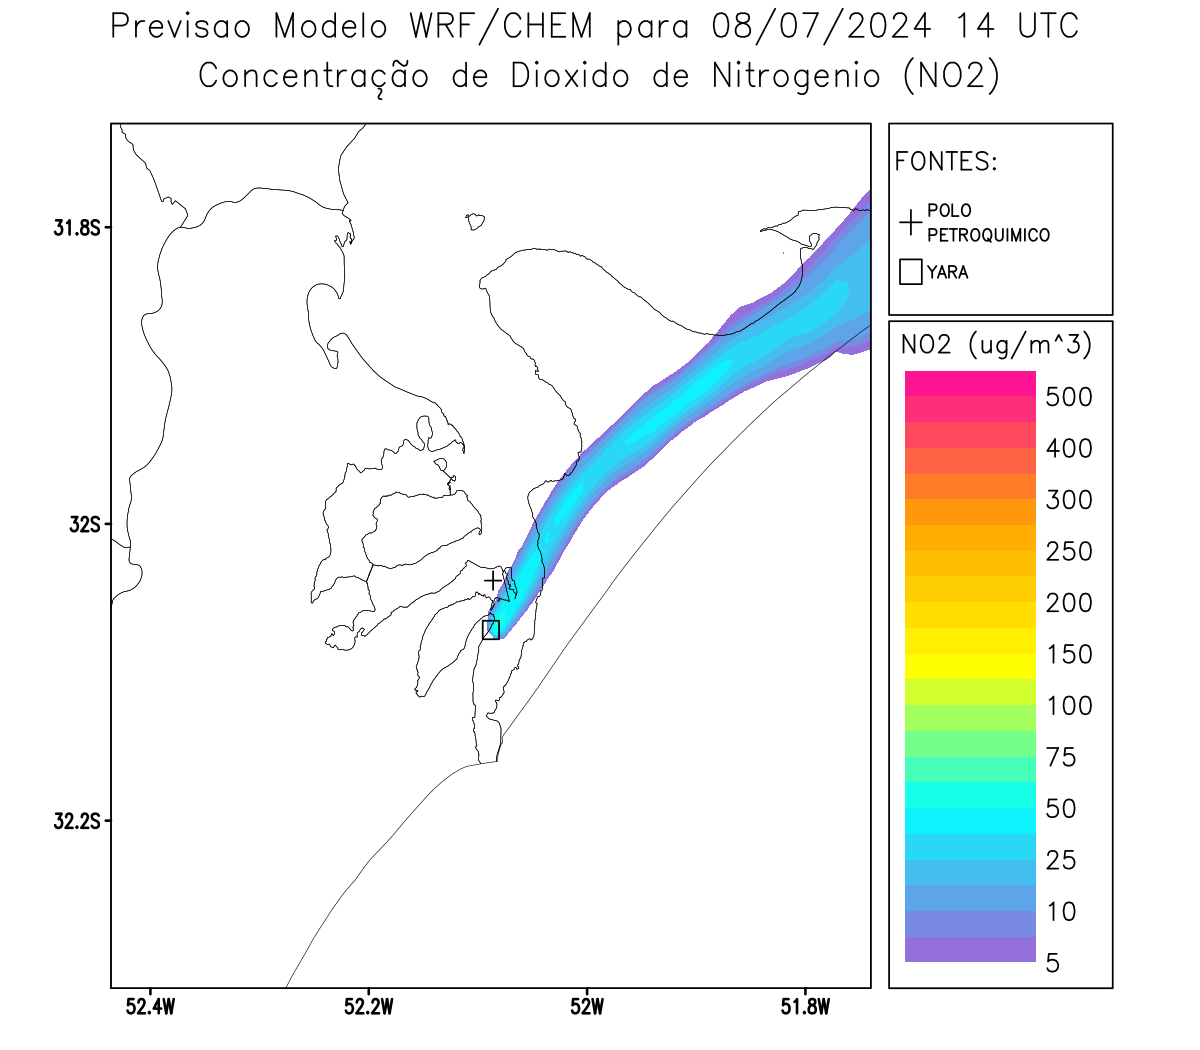 Previsao Modelo WRF/CHEM para 08/07/2024 14 UTC
Concentração de Dioxido de Nitrogenio (NO2)
FONTES:
POLO
PETROQUIMICO
YARA
31.8S
32S
32.2S
52.4W
52.2W
52W
51.8W
NO2 (ug/m^3)
500
400
300
250
200
150
100
75
50
25
10
5